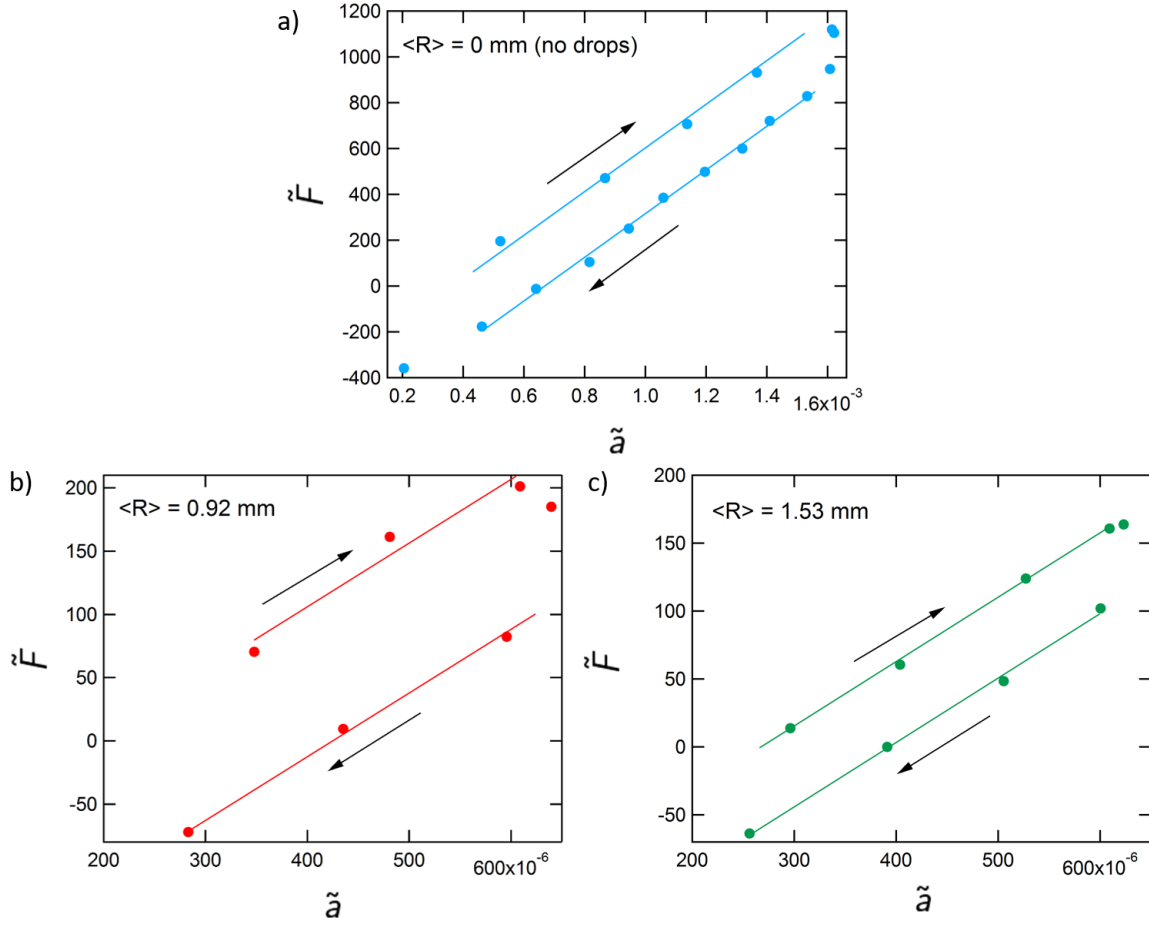 a)
<R> = 0 mm (no drops)
1200
1000
800
600
400
200
0
-200
-400
F̃
0.2
0.4
0.6
0.8
1.0
1.2
1.4
1.6x10⁻³
ã
b)
<R> = 0.92 mm
200
150
100
50
0
-50
F̃
200
300
400
500
600x10⁻⁶
ã
c)
<R> = 1.53 mm
200
150
100
50
0
-50
F̃
200
300
400
500
600x10⁻⁶
ã